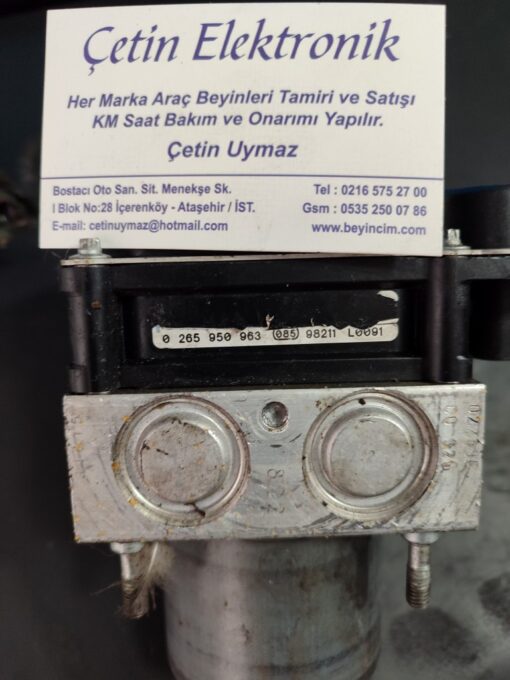 Çetin Elektronik
Her Marka Araç Beyinleri Tamiri ve Satışı
KM Saat Bakım ve Onarımı Yapılır.
Çetin Uymaz
Bostacı Oto San. Sit. Menekşe Sk.
I Blok No:28 İçerenköy - Ataşehir / İST.
E-mail: cetinuymaz@hotmail.com
Tel : 0216 575 27 00
Gsm : 0535 250 07 86
www.beyincim.com
0 265 950 963 085 98211 L0091
822